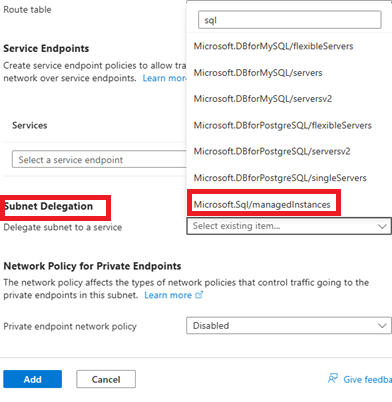 Route table
sql
Service Endpoints
Microsoft.DBforMySQL/flexibleServers
Create service endpoint policies to allow tra
network over service endpoints. Learn more
Microsoft.DBforMySQL/servers
Microsoft.DBforMySQL/serversv2
Services
Microsoft.DBforPostgreSQL/flexibleServers
Microsoft.DBforPostgreSQL/serversv2
Select a service endpoint
Microsoft.DBforPostgreSQL/singleServers
Subnet Delegation
Microsoft.Sql/managedInstances
Delegate subnet to a service
Select existing item...
Network Policy for Private Endpoints
The network policy affects the types of network policies that control traffic going to the
private endpoints in this subnet. Learn more
Private endpoint network policy
Disabled
Add
Cancel
Give feedba